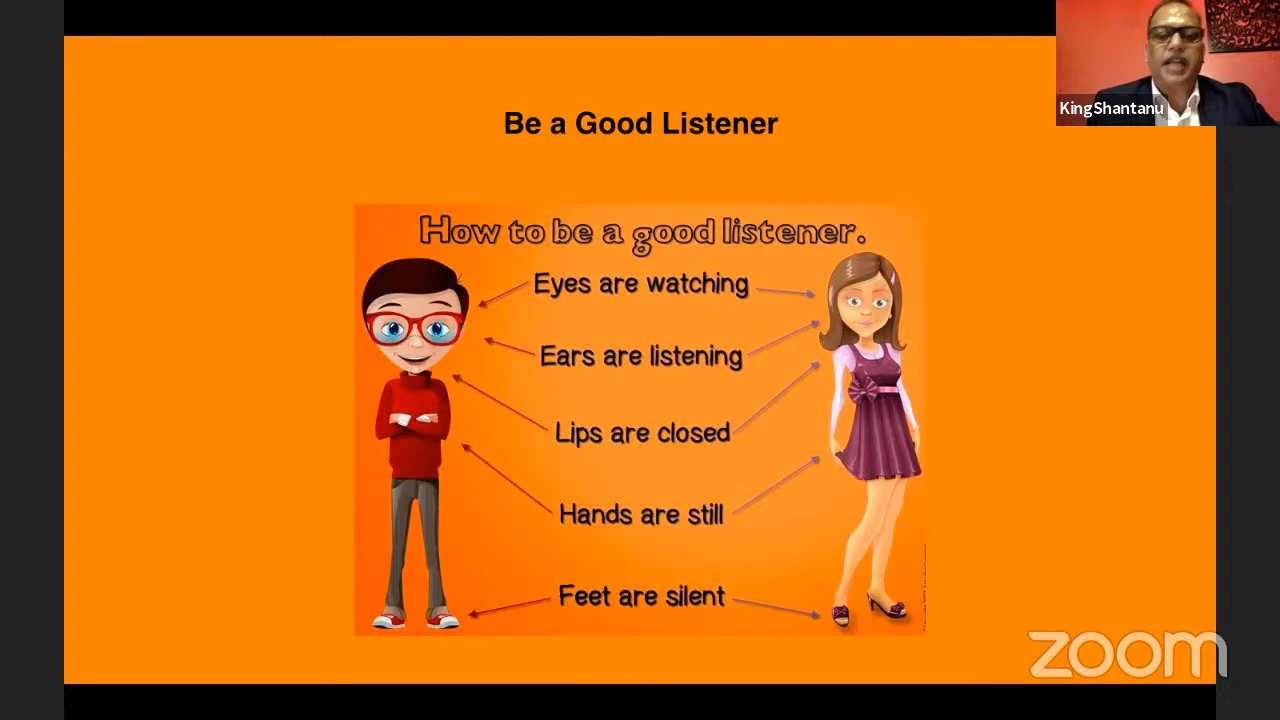 Be a Good Listener
KingShantanu
How to be a good listener.
Eyes are watching
Ears are listening
Lips are closed
Hands are still
Feet are silent
zoom